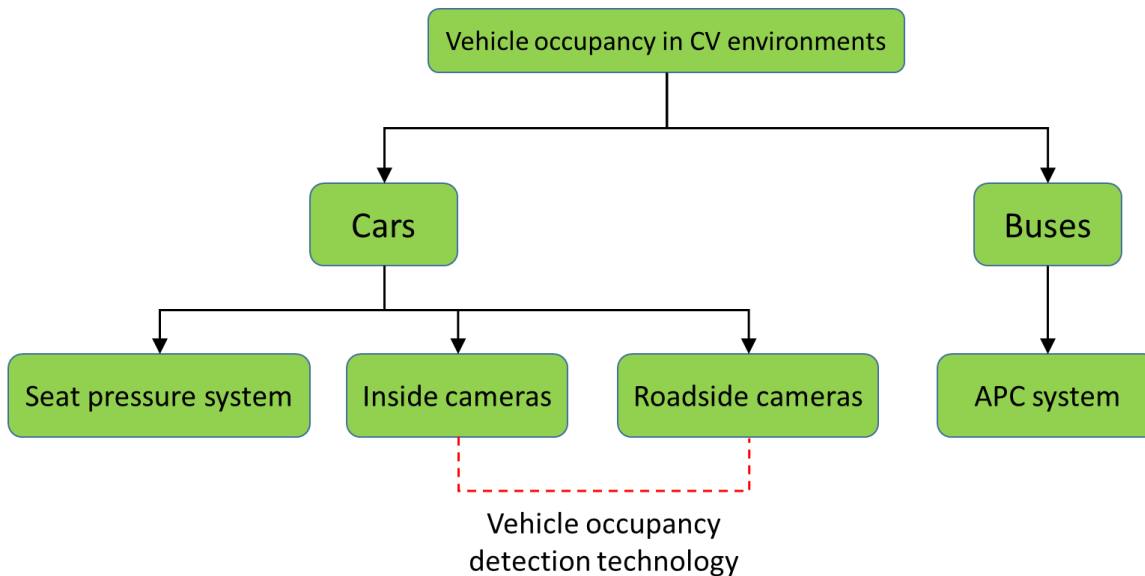 Vehicle occupancy in CV environments
Cars
Buses
Seat pressure system
Inside cameras
Roadside cameras
APC system
Vehicle occupancy
detection technology